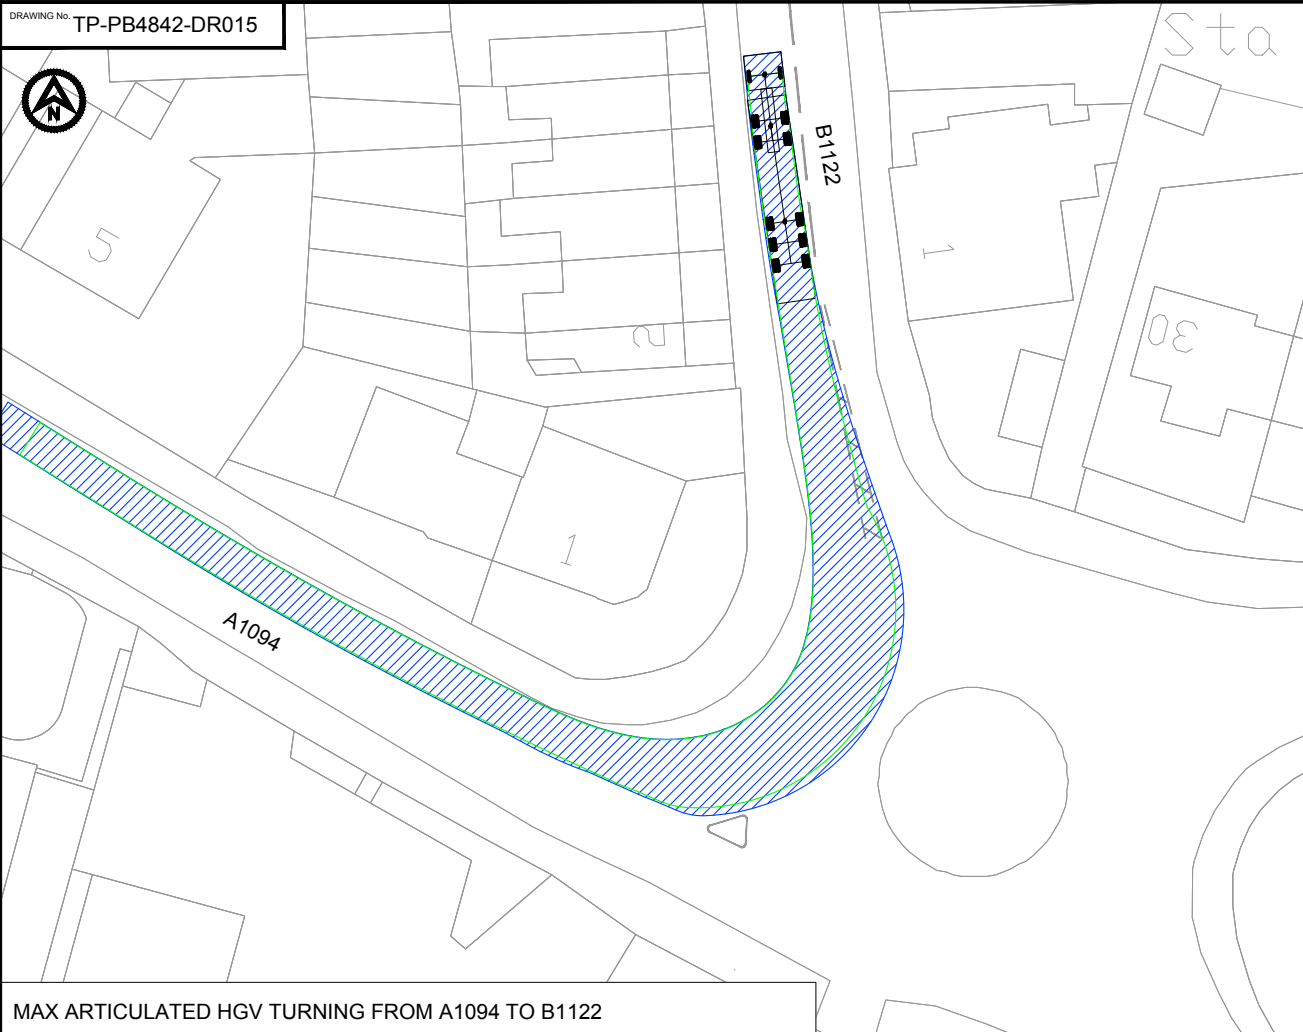 DRAWING No. TP-PB4842-DR015
N
Sta
B1122
5
1
30
2
1
A1094
MAX ARTICULATED HGV TURNING FROM A1094 TO B1122